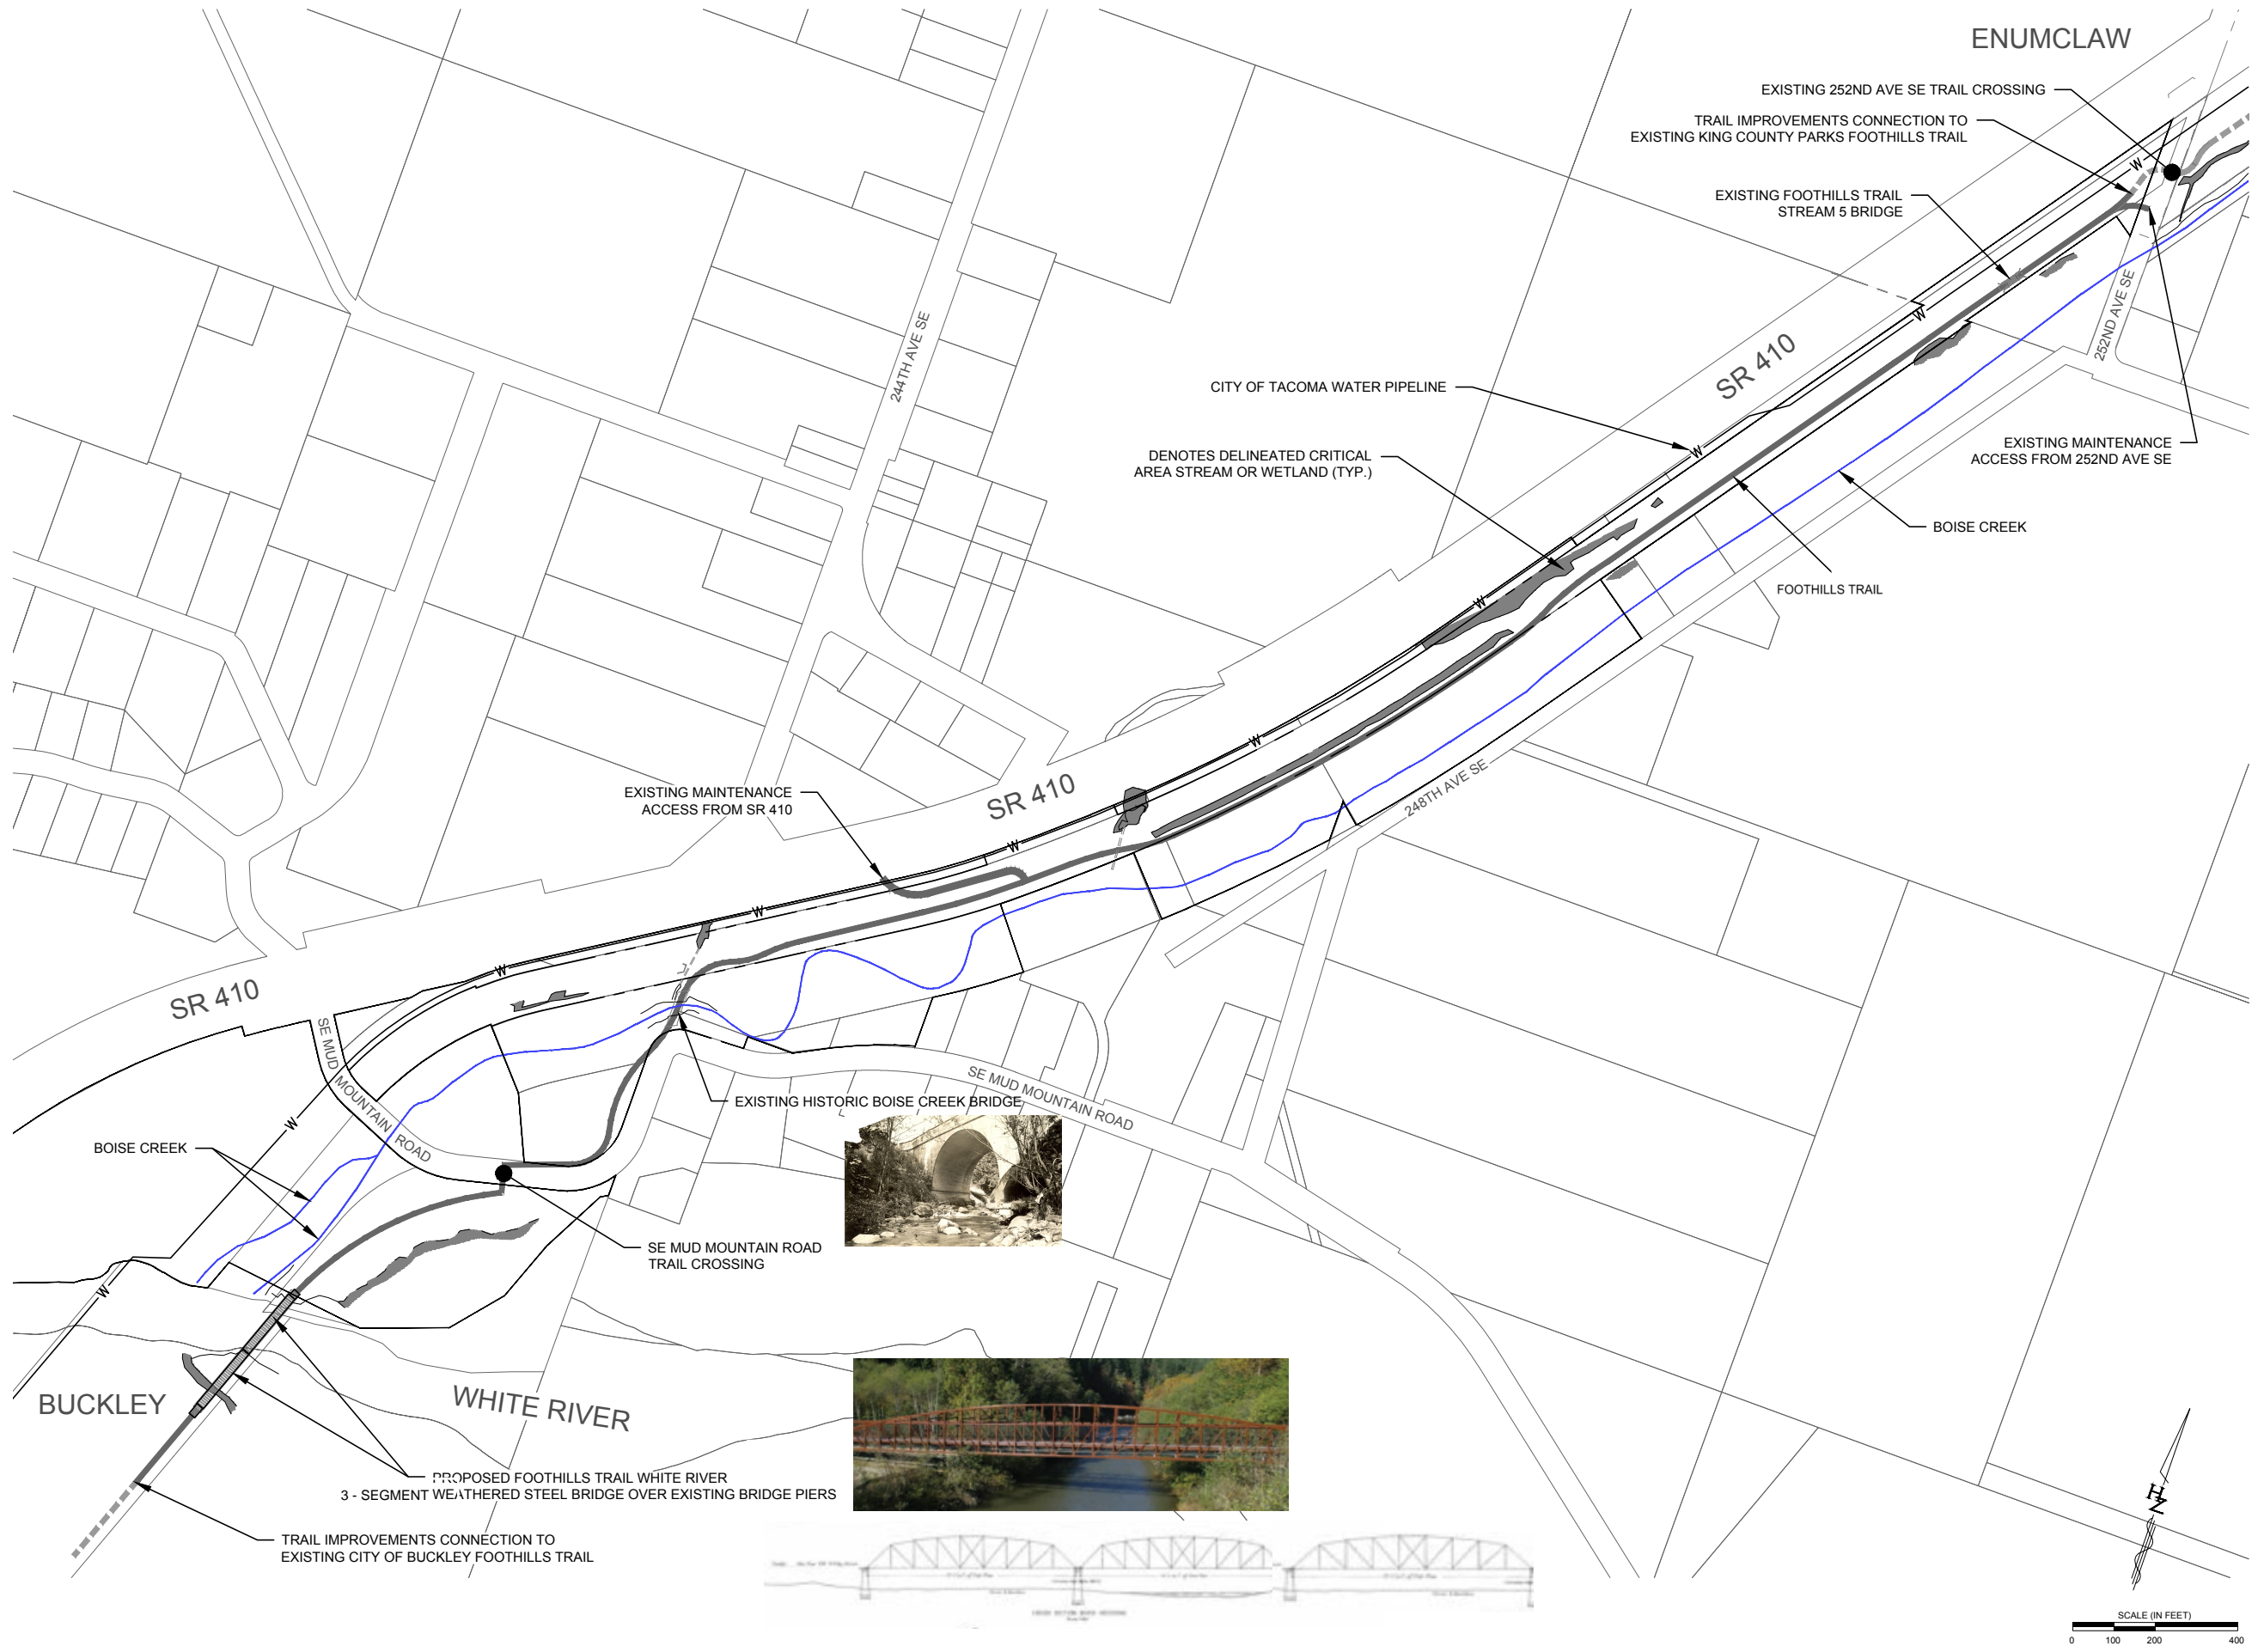 ENUMCLAW
EXISTING 252ND AVE SE TRAIL CROSSING
TRAIL IMPROVEMENTS CONNECTION TO
EXISTING KING COUNTY PARKS FOOTHILLS TRAIL
W
EXISTING FOOTHILLS TRAIL
STREAM 5 BRIDGE
252ND AVE SE
W
244TH AVE SE
SR 410
CITY OF TACOMA WATER PIPELINE
W
DENOTES DELINEATED CRITICAL
AREA STREAM OR WETLAND (TYP.)
EXISTING MAINTENANCE
ACCESS FROM 252ND AVE SE
BOISE CREEK
FOOTHILLS TRAIL
W
W
248TH AVE SE
EXISTING MAINTENANCE
ACCESS FROM SR 410
SR 410
W
W
W
SR 410
SE MUD MOUNTAIN ROAD
SE MUD MOUNTAIN ROAD
EXISTING HISTORIC BOISE CREEK BRIDGE
W
BOISE CREEK
SE MUD MOUNTAIN ROAD
TRAIL CROSSING
W
BUCKLEY
WHITE RIVER
PROPOSED FOOTHILLS TRAIL WHITE RIVER
3 - SEGMENT WEATHERED STEEL BRIDGE OVER EXISTING BRIDGE PIERS
TRAIL IMPROVEMENTS CONNECTION TO
EXISTING CITY OF BUCKLEY FOOTHILLS TRAIL
SCALE (IN FEET)
0 100 200 400